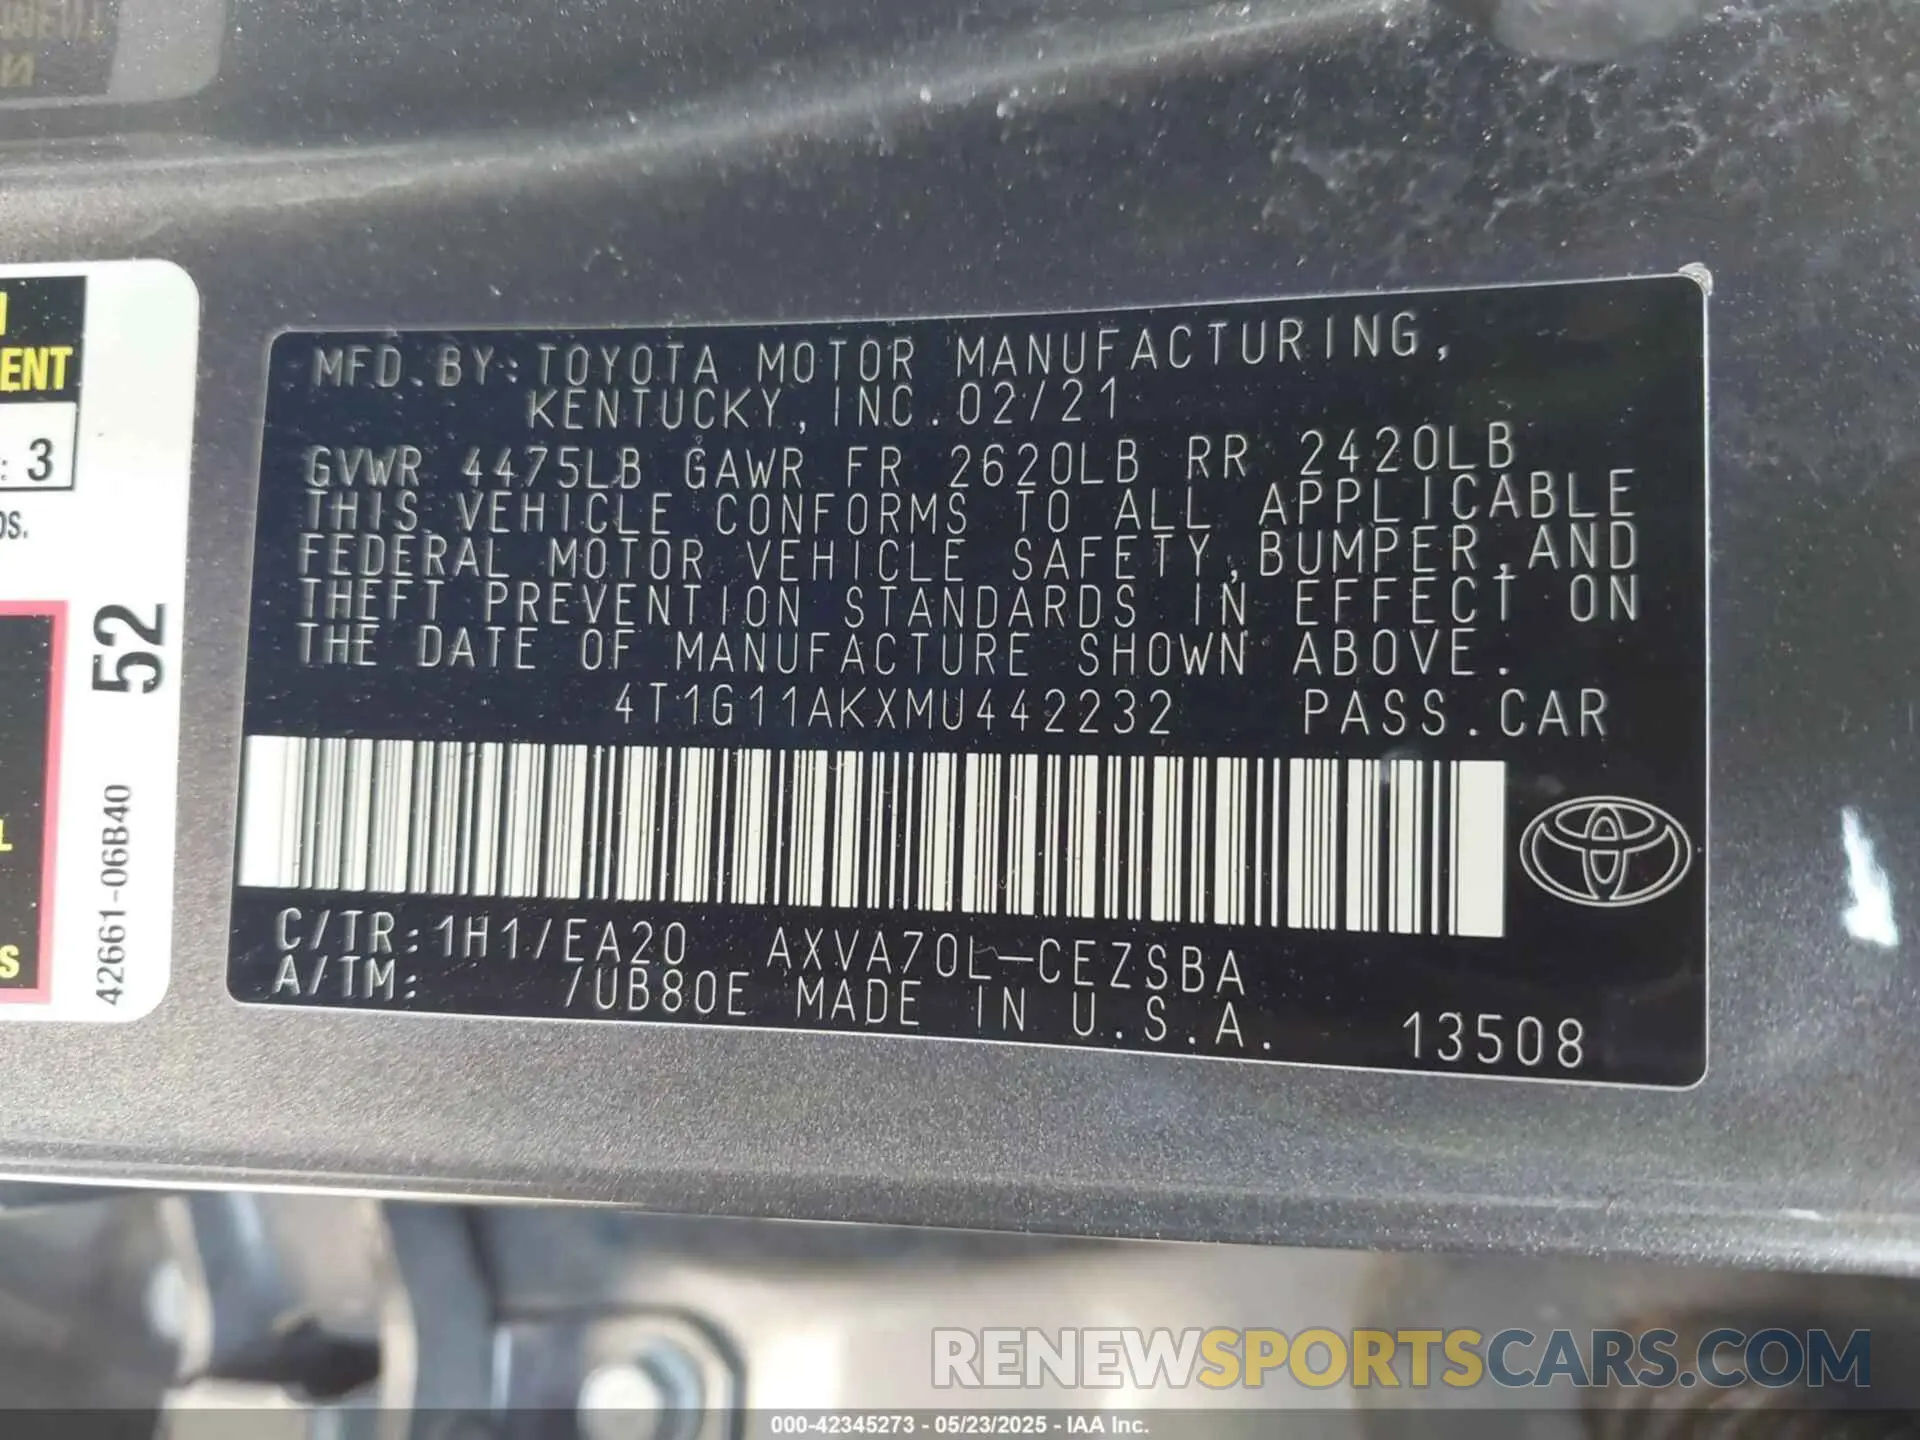 ENT
: 3
DS.
52
L
S
42661-06B40
MFD. BY: TOYOTA MOTOR MANUFACTURING,
KENTUCKY, INC. 02/21
GVWR 4475LB GAWR FR 2620LB RR 2420LB
THIS VEHICLE CONFORMS TO ALL APPLICABLE
FEDERAL MOTOR VEHICLE SAFETY, BUMPER, AND
THEFT PREVENTION STANDARDS IN EFFECT ON
THE DATE OF MANUFACTURE SHOWN ABOVE.
4T1G11AKXMU442232 PASS.CAR
C/TR: 1H1/EA20 AXVA70L-CEZSBA
A/TM: /UB80E MADE IN U.S.A. 13508
RENEWSPORTSCARS.COM
000-42345273 - 05/23/2025 - IAA Inc.